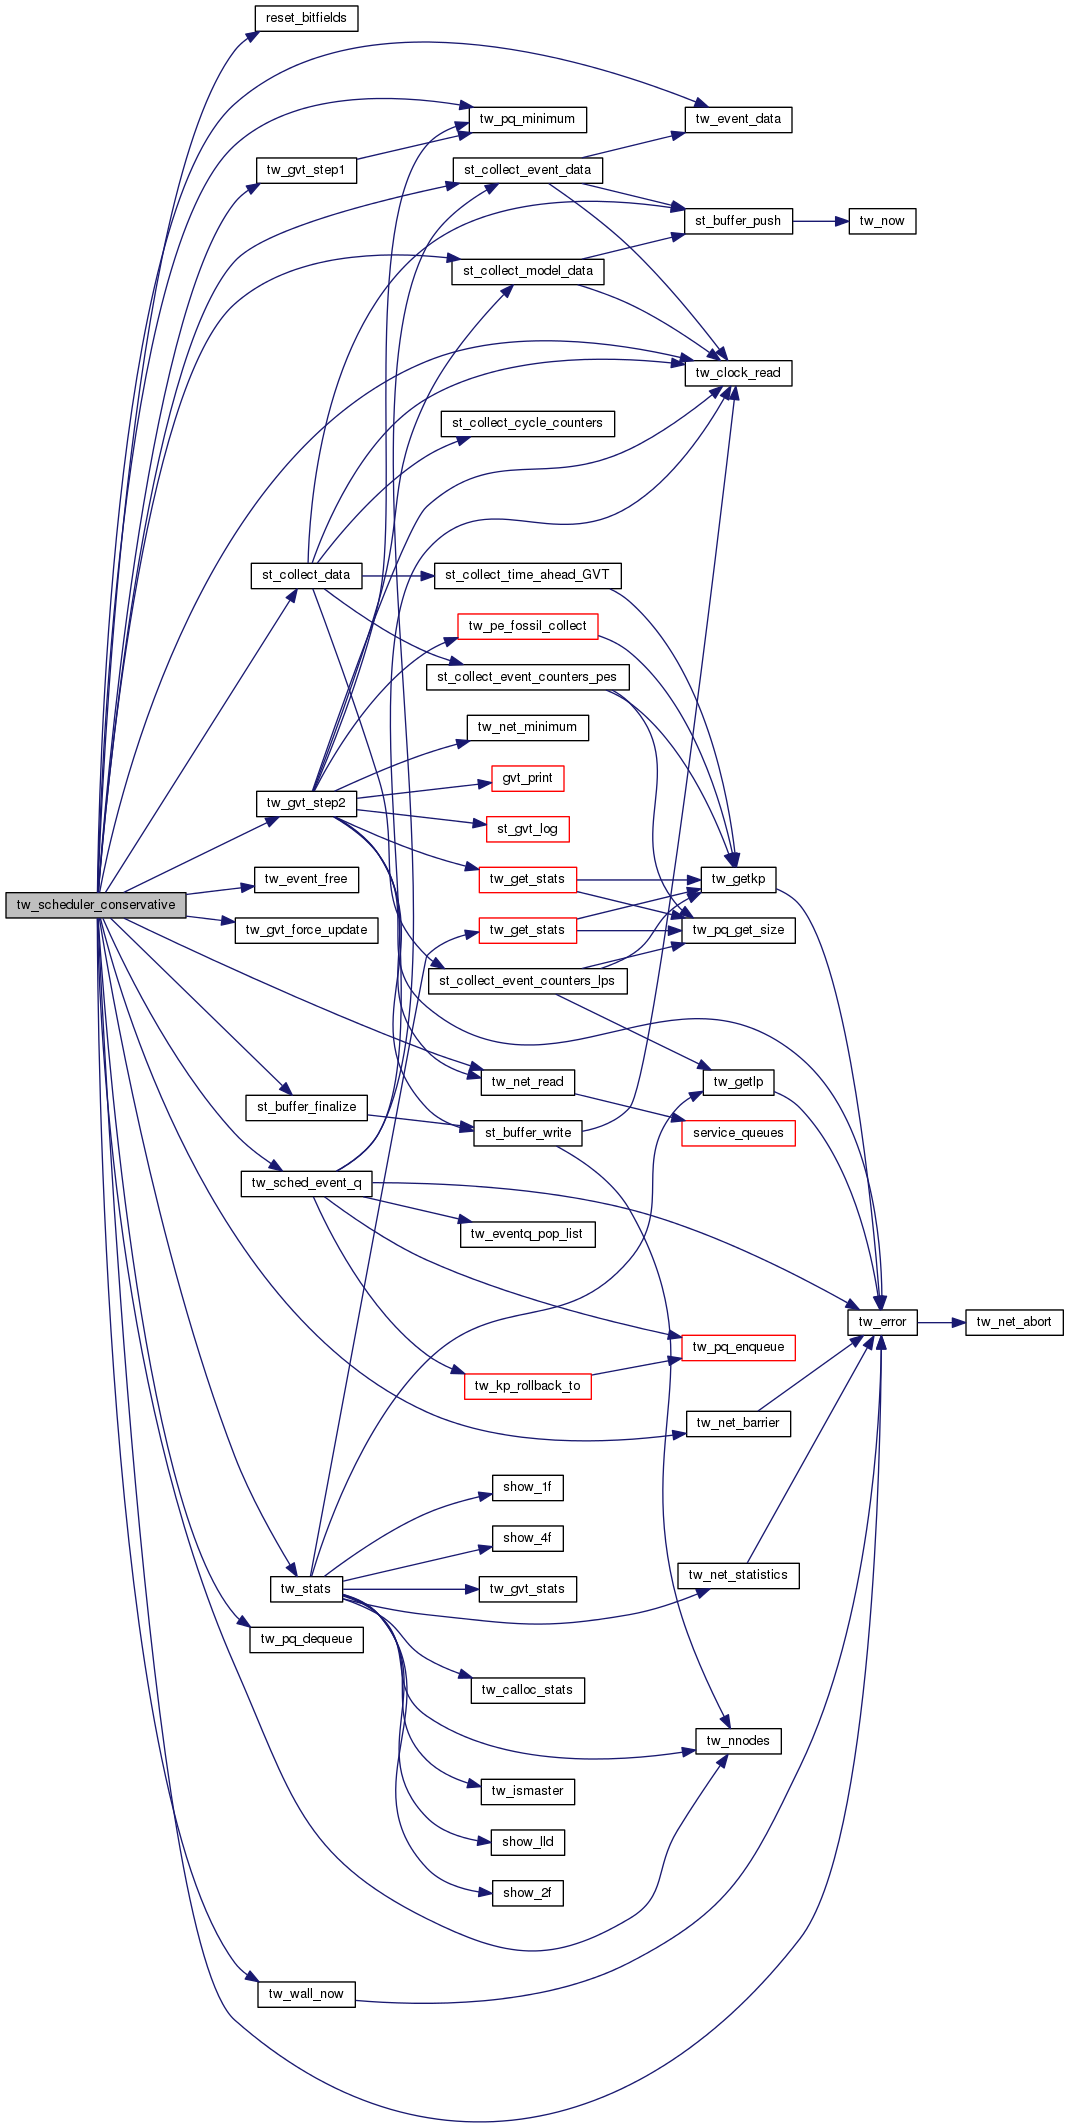 reset_bitfields
tw_pq_minimum
tw_event_data
tw_gvt_step1
st_collect_event_data
st_buffer_push
tw_now
st_collect_model_data
tw_clock_read
st_collect_cycle_counters
st_collect_data
st_collect_time_ahead_GVT
tw_pe_fossil_collect
st_collect_event_counters_pes
tw_net_minimum
gvt_print
tw_gvt_step2
st_gvt_log
tw_event_free
tw_get_stats
tw_getkp
tw_scheduler_conservative
tw_gvt_force_update
tw_get_stats
tw_pq_get_size
st_collect_event_counters_lps
tw_net_read
tw_getlp
st_buffer_finalize
st_buffer_write
service_queues
tw_sched_event_q
tw_eventq_pop_list
tw_error
tw_net_abort
tw_pq_enqueue
tw_kp_rollback_to
tw_net_barrier
show_1f
show_4f
tw_stats
tw_gvt_stats
tw_net_statistics
tw_pq_dequeue
tw_calloc_stats
tw_nnodes
tw_ismaster
show_lld
show_2f
tw_wall_now